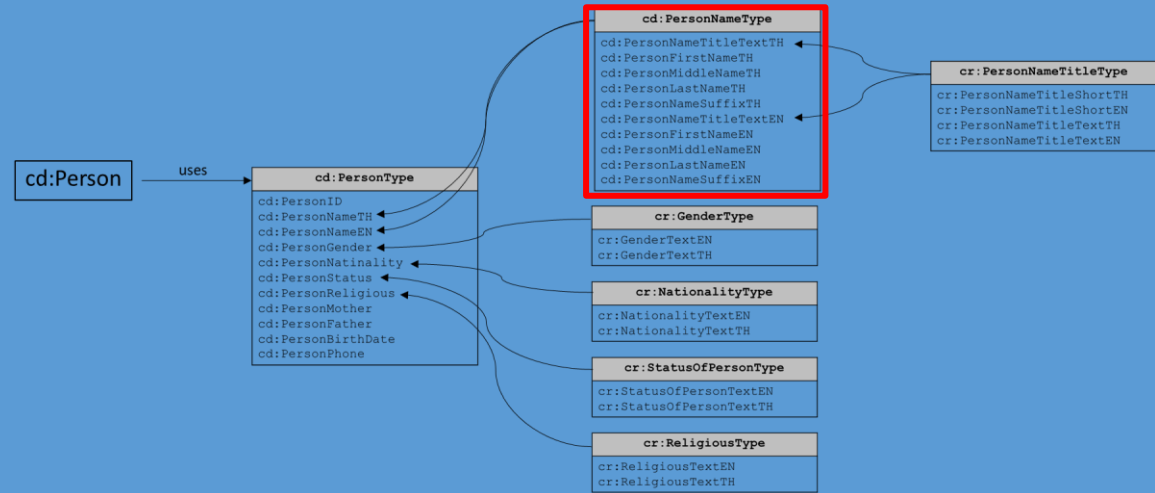 cd:Person
uses
cd:PersonType
cd:PersonID
cd:PersonNameTH
cd:PersonNameEN
cd:PersonGender
cd:PersonNatinality
cd:PersonStatus
cd:PersonReligious
cd:PersonMother
cd:PersonFather
cd:PersonBirthDate
cd:PersonPhone
cd:PersonNameType
cd:PersonNameTitleTextTH
cd:PersonFirstNameTH
cd:PersonMiddleNameTH
cd:PersonLastNameTH
cd:PersonNameSuffixTH
cd:PersonNameTitleTextEN
cd:PersonFirstNameEN
cd:PersonMiddleNameEN
cd:PersonLastNameEN
cd:PersonNameSuffixEN
cr:PersonNameTitleType
cr:PersonNameTitleShortTH
cr:PersonNameTitleShortEN
cr:PersonNameTitleTextTH
cr:PersonNameTitleTextEN
cr:GenderType
cr:GenderTextEN
cr:GenderTextTH
cr:NationalityType
cr:NationalityTextEN
cr:NationalityTextTH
cr:StatusOfPersonType
cr:StatusOfPersonTextEN
cr:StatusOfPersonTextTH
cr:ReligiousType
cr:ReligiousTextEN
cr:ReligiousTextTH